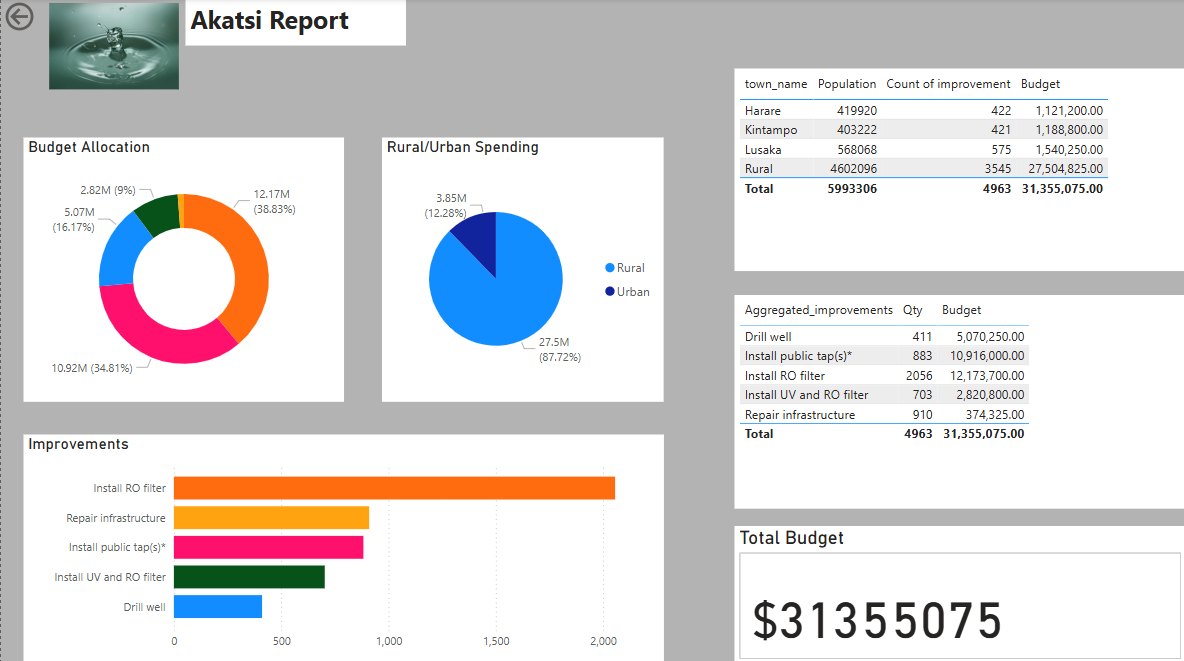 Akatsi Report
Budget Allocation
2.82M (9%)
12.17M
(38.83%)
5.07M
(16.17%)
10.92M (34.81%)
Rural/Urban Spending
3.85M
(12.28%)
27.5M
(87.72%)
Rural
Urban
Improvements
Install RO filter
Repair infrastructure
Install public tap(s)*
Install UV and RO filter
Drill well
0 500 1,000 1,500 2,000
town_name Population Count of improvement Budget
Harare 419920 422 1,121,200.00
Kintampo 403222 421 1,188,800.00
Lusaka 568068 575 1,540,250.00
Rural 4602096 3545 27,504,825.00
Total 5993306 4963 31,355,075.00
Aggregated_improvements Qty Budget
Drill well 411 5,070,250.00
Install public tap(s)* 883 10,916,000.00
Install RO filter 2056 12,173,700.00
Install UV and RO filter 703 2,820,800.00
Repair infrastructure 910 374,325.00
Total 4963 31,355,075.00
Total Budget
$31355075